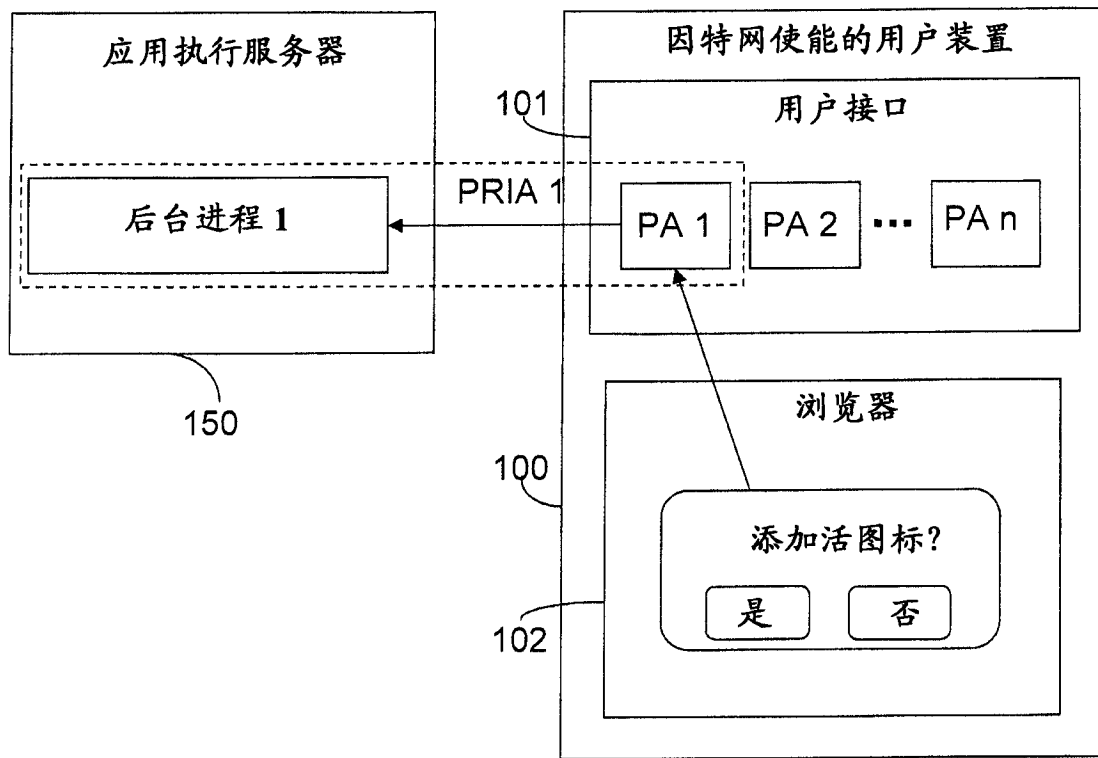 应用执行服务器
后台进程 1
PRIA 1
150
因特网使能的用户装置
101
用户接口
PA 1
PA 2
···
PA n
100
浏览器
添加活图标?
是
否
102